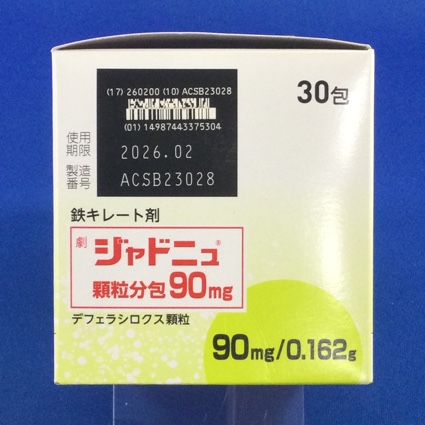 (17) 260200 (10) ACSB23028
(01) 14987443375304
30包
使用期限 2026.02
製造番号 ACSB23028
鉄キレート剤
劇 ジャドニュ®
顆粒分包90mg
デフェラシロクス顆粒
90mg/0.162g